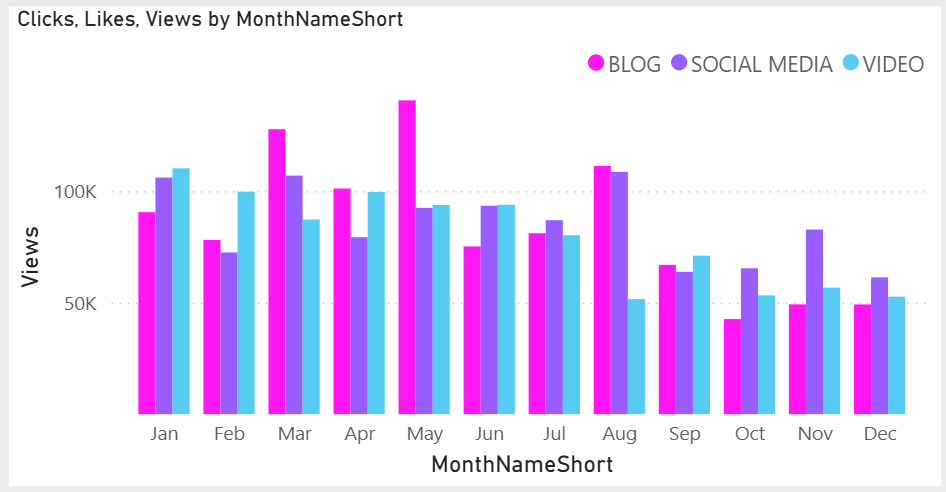 Clicks, Likes, Views by MonthNameShort
BLOG SOCIAL MEDIA VIDEO
100K
50K
Views
Jan Feb Mar Apr May Jun Jul Aug Sep Oct Nov Dec
MonthNameShort